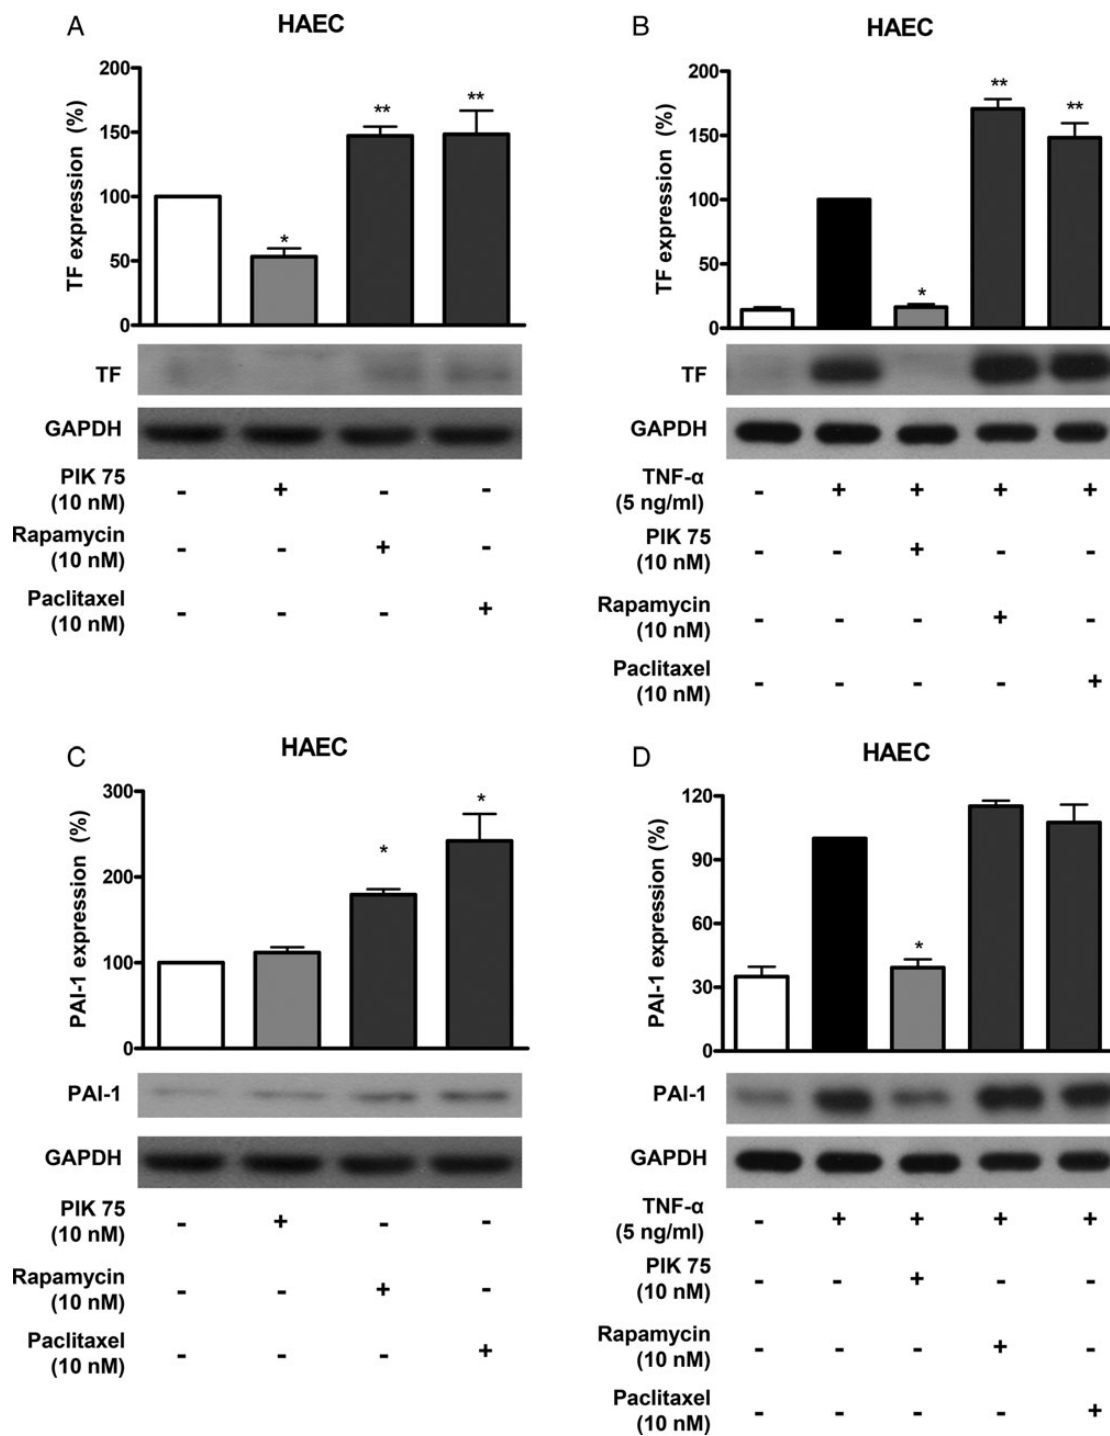 A
HAEC
TF expression (%)
200
150
100
50
0
*
**
**
TF
GAPDH
PIK 75
(10 nM)
- + - -
Rapamycin
(10 nM)
- - + -
Paclitaxel
(10 nM)
- - - +
B
HAEC
TF expression (%)
200
150
100
50
0
*
**
**
TF
GAPDH
TNF-α
(5 ng/ml)
- + + + +
PIK 75
(10 nM)
- - + - -
Rapamycin
(10 nM)
- - - + -
Paclitaxel
(10 nM)
- - - - +
C
HAEC
PAI-1 expression (%)
300
200
100
0
*
*
PAI-1
GAPDH
PIK 75
(10 nM)
- + - -
Rapamycin
(10 nM)
- - + -
Paclitaxel
(10 nM)
- - - +
D
HAEC
PAI-1 expression (%)
120
90
60
30
0
*
PAI-1
GAPDH
TNF-α
(5 ng/ml)
- + + + +
PIK 75
(10 nM)
- - + - -
Rapamycin
(10 nM)
- - - + -
Paclitaxel
(10 nM)
- - - - +